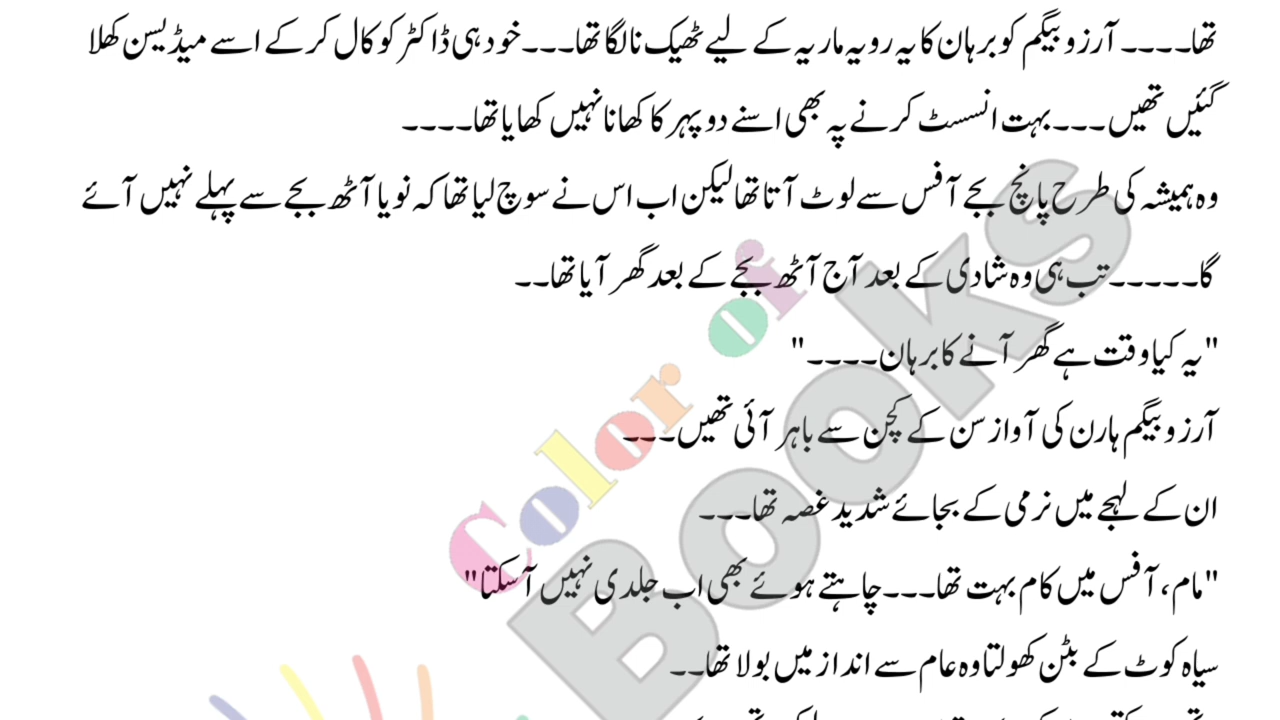 تھا۔۔۔۔ آرزو بیگم کو برہان کا یہ رویہ ماریہ کے لیے ٹھیک نا لگا تھا۔۔۔خود ہی ڈاکٹر کو کال کر کے اسے میڈیسن کھلا
گئیں تھیں۔۔۔بہت انسسٹ کرنے پہ بھی اسنے دوپہر کا کھانا نہیں کھایا تھا۔۔۔۔
وہ ہمیشہ کی طرح پانچ بجے آفس سے لوٹ آتا تھا لیکن اب اس نے سوچ لیا تھا کہ نو یا آٹھ بجے سے پہلے نہیں آئے
گا۔۔۔۔۔تب ہی وہ شادی کے بعد آج آٹھ بجے کے بعد گھر آیا تھا۔۔
"یہ کیا وقت ہے گھر آنے کا برہان۔۔۔۔"
آرزو بیگم ہارن کی آواز سن کے کچن سے باہر آئی تھیں۔۔۔
ان کے لہجے میں نرمی کے بجائے شدید غصہ تھا۔۔۔
"مام، آفس میں کام بہت تھا۔۔۔چاہتے ہوئے بھی اب جلدی نہیں آ سکتا"
سیاہ کوٹ کے بٹن کھولتا وہ عام سے انداز میں بولا تھا۔۔
Color of
Books